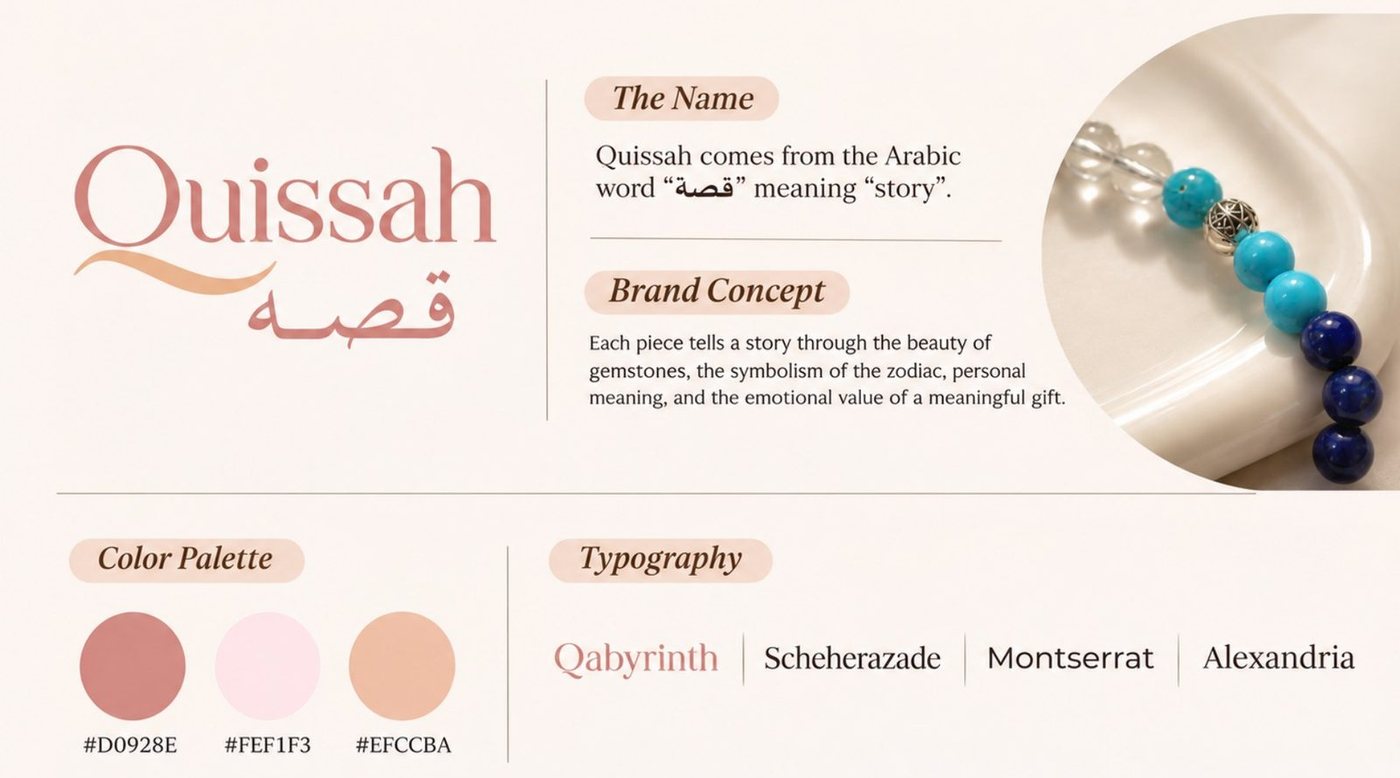 Quissah
قصه
The Name
Quissah comes from the Arabic
word “قصة” meaning “story”.
Brand Concept
Each piece tells a story through the beauty of
gemstones, the symbolism of the zodiac, personal
meaning, and the emotional value of a meaningful gift.
Color Palette
#D0928E
#FEF1F3
#EFCCBA
Typography
Qabyrinth
Scheherazade
Montserrat
Alexandria